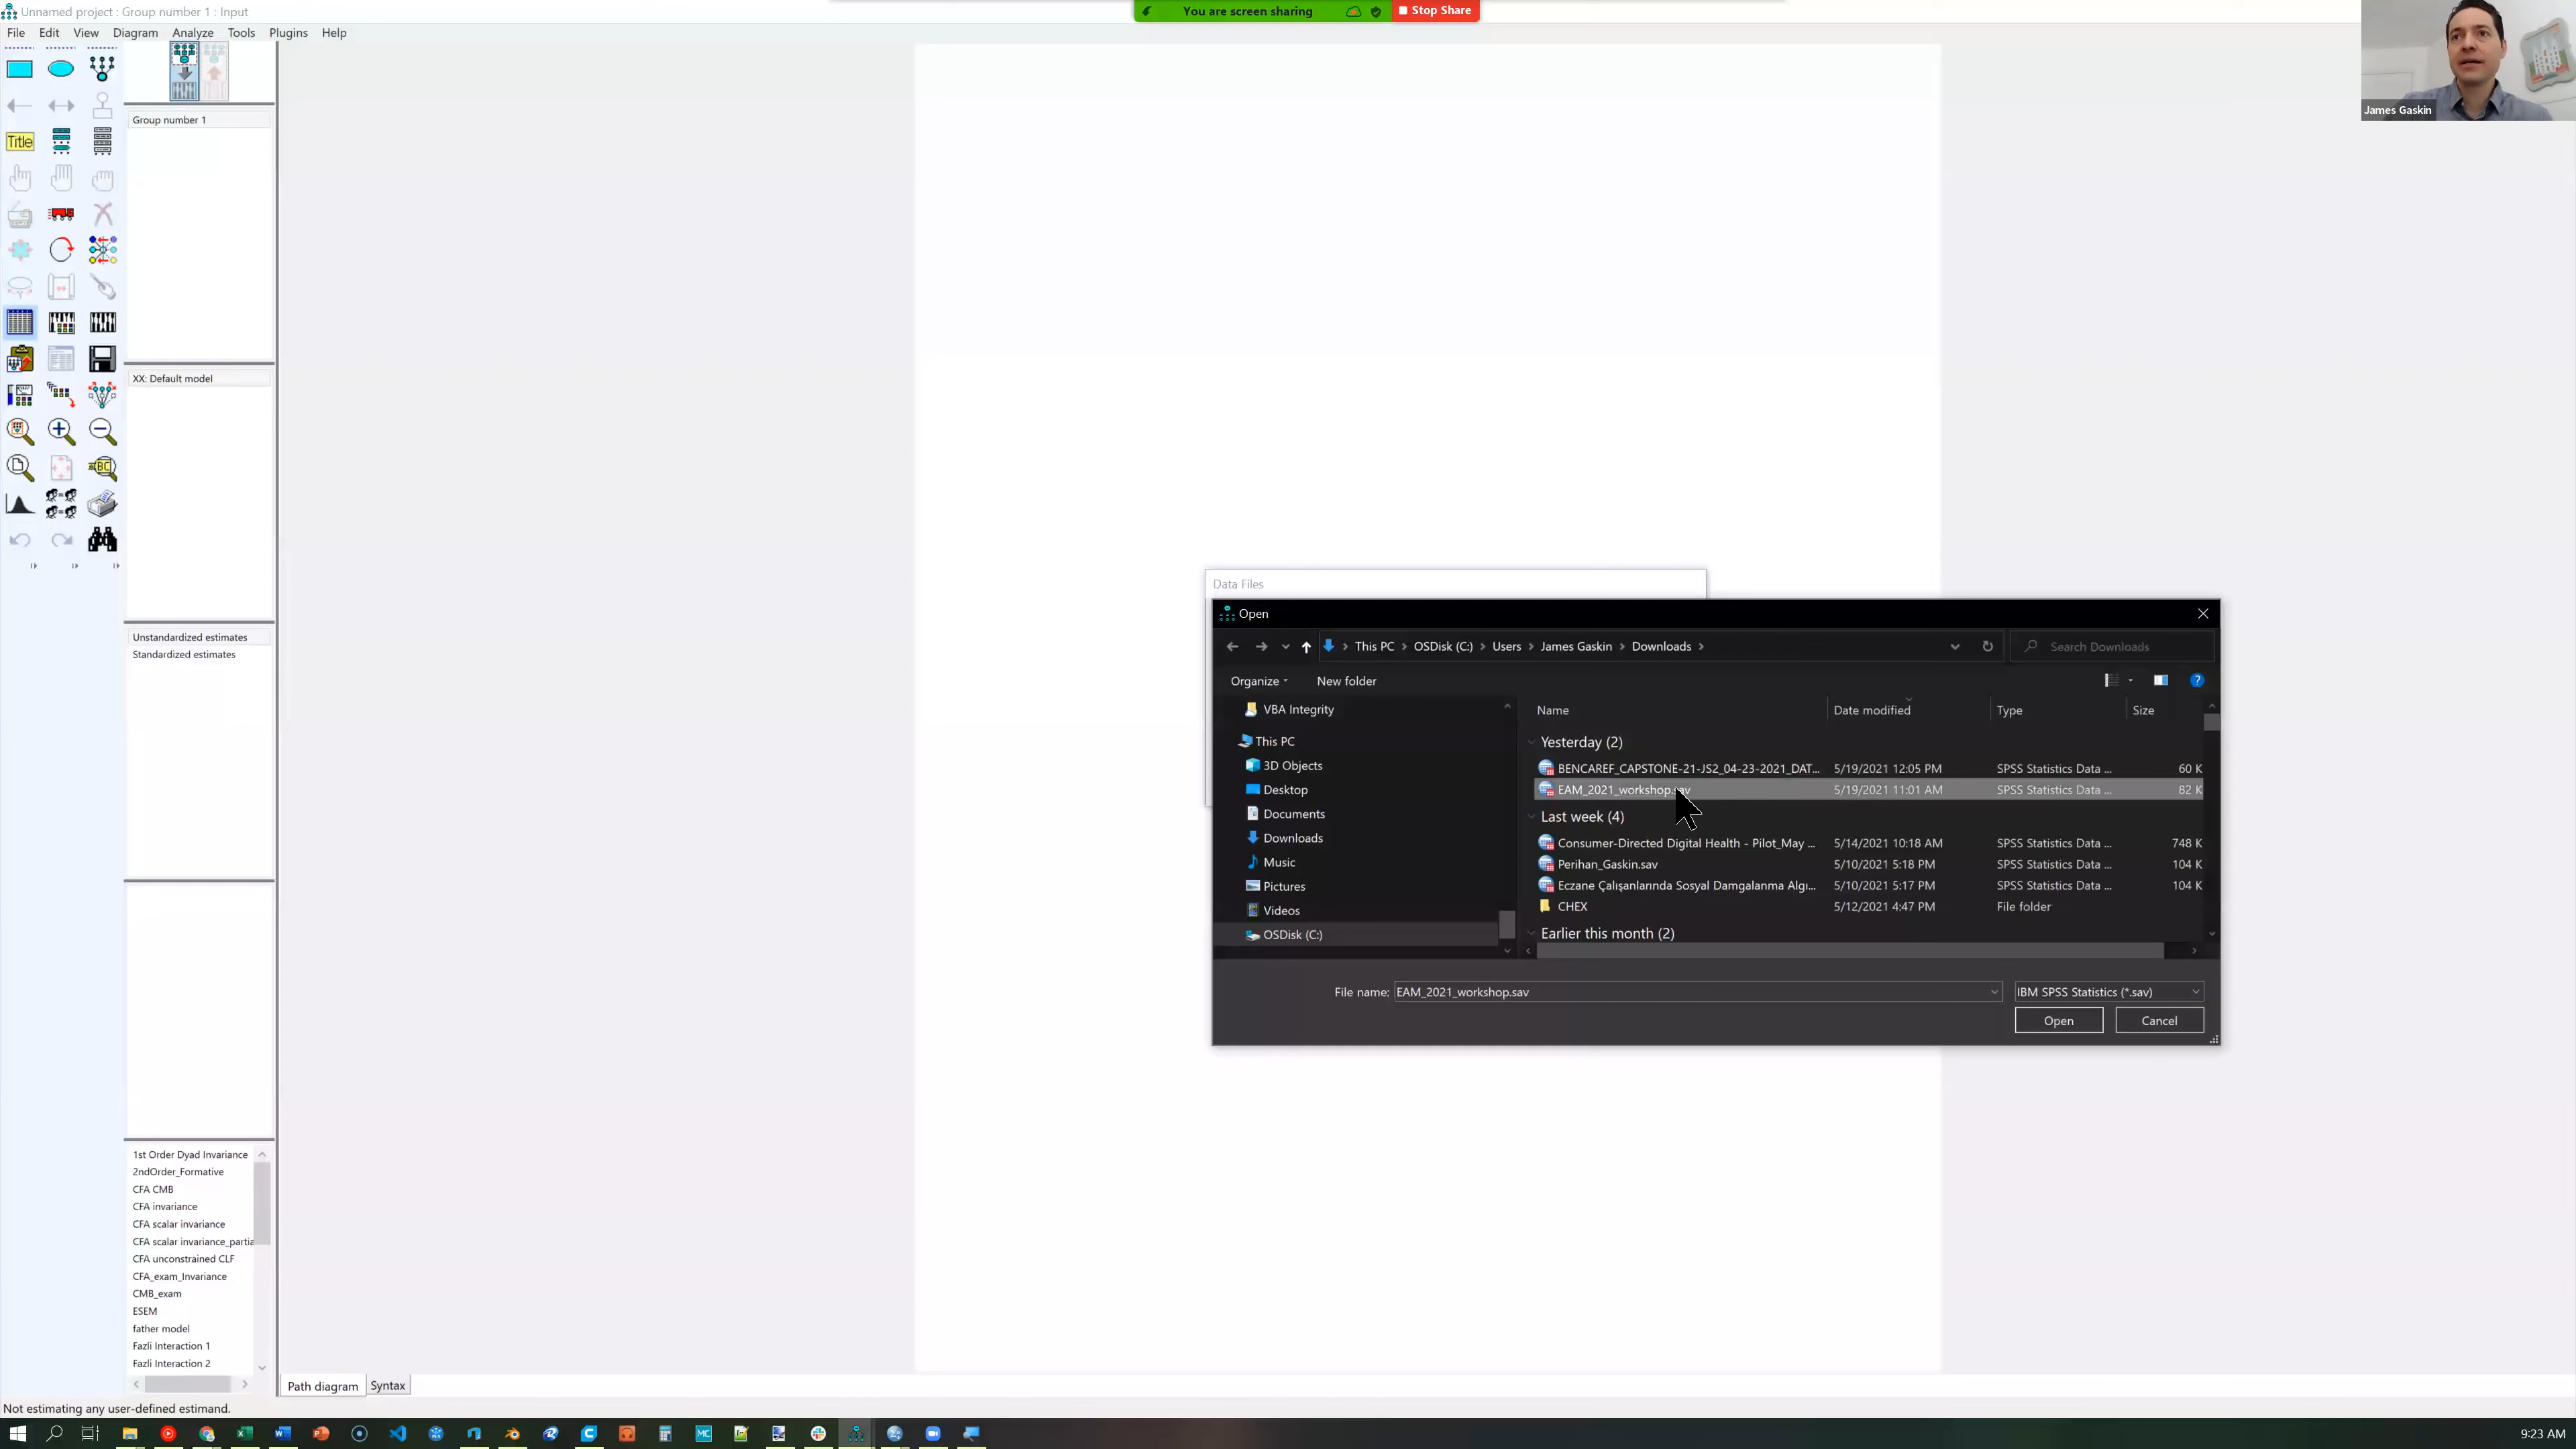 Unnamed project : Group number 1 : Input
You are screen sharing
Stop Share
File Edit View Diagram Analyze Tools Plugins Help
James Gaskin
Title
Group number 1
XX: Default model
Unstandardized estimates
Standardized estimates
Data Files
Open
This PC OSDisk (C:) Users James Gaskin Downloads
Search Downloads
Organize New folder
VBA Integrity
This PC
3D Objects
Desktop
Documents
Downloads
Music
Pictures
Videos
OSDisk (C:)
Name Date modified Type Size
Yesterday (2)
BENCAREF_CAPSTONE-21-JS2_04-23-2021_DAT... 5/19/2021 12:05 PM SPSS Statistics Data ... 60 K
EAM_2021_workshop.sav 5/19/2021 11:01 AM SPSS Statistics Data ... 82 K
Last week (4)
Consumer-Directed Digital Health - Pilot_May ... 5/14/2021 10:18 AM SPSS Statistics Data ... 748 K
Perihan_Gaskin.sav 5/10/2021 5:18 PM SPSS Statistics Data ... 104 K
Eczane Çalışanlarında Sosyal Damgalanma Algı... 5/10/2021 5:17 PM SPSS Statistics Data ... 104 K
CHEX 5/12/2021 4:47 PM File folder
Earlier this month (2)
File name: EAM_2021_workshop.sav IBM SPSS Statistics (*.sav)
Open Cancel
1st Order Dyad Invariance
2ndOrder_Formative
CFA CMB
CFA invariance
CFA scalar invariance
CFA scalar invariance_partia
CFA unconstrained CLF
CFA_exam_Invariance
CMB_exam
ESEM
father model
Fazli Interaction 1
Fazli Interaction 2
Path diagram Syntax
Not estimating any user-defined estimand.
9:23 AM